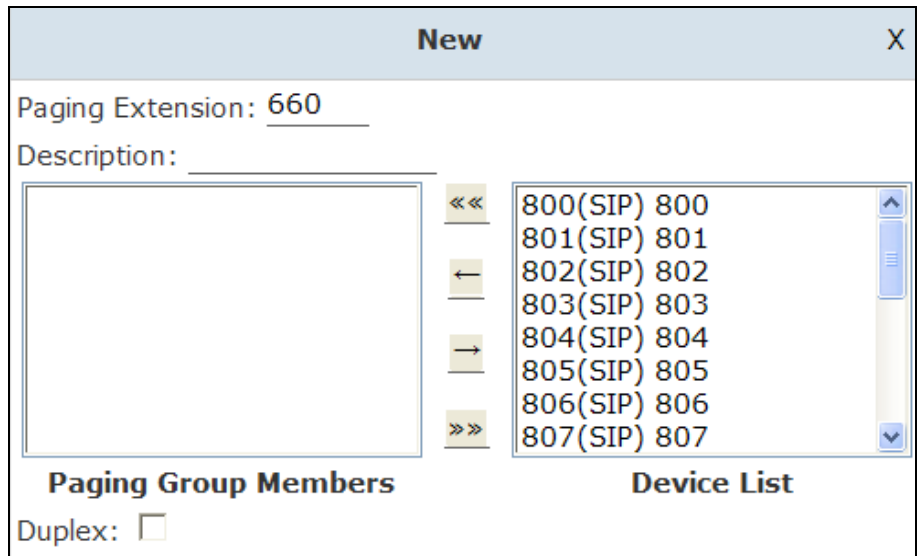 New X
Paging Extension: 660
Description:
««
←
→
»»
800(SIP) 800
801(SIP) 801
802(SIP) 802
803(SIP) 803
804(SIP) 804
805(SIP) 805
806(SIP) 806
807(SIP) 807
Paging Group Members
Device List
Duplex: